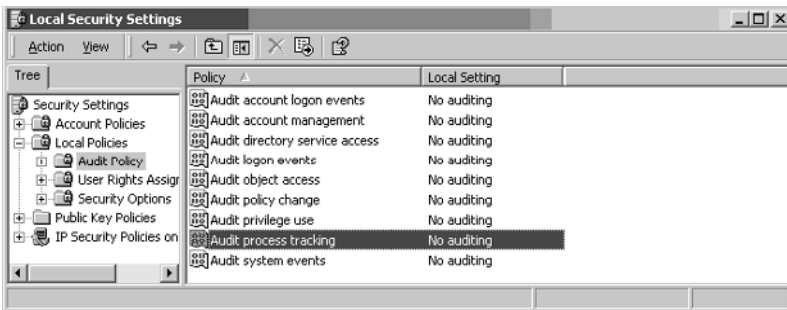 Local Security Settings
Action View
Tree
Policy Local Setting
Security Settings
Account Policies
Local Policies
Audit Policy
User Rights Assigr
Security Options
Public Key Policies
IP Security Policies on
Audit account logon events No auditing
Audit account management No auditing
Audit directory service access No auditing
Audit logon events No auditing
Audit object access No auditing
Audit policy change No auditing
Audit privilege use No auditing
Audit process tracking No auditing
Audit system events No auditing